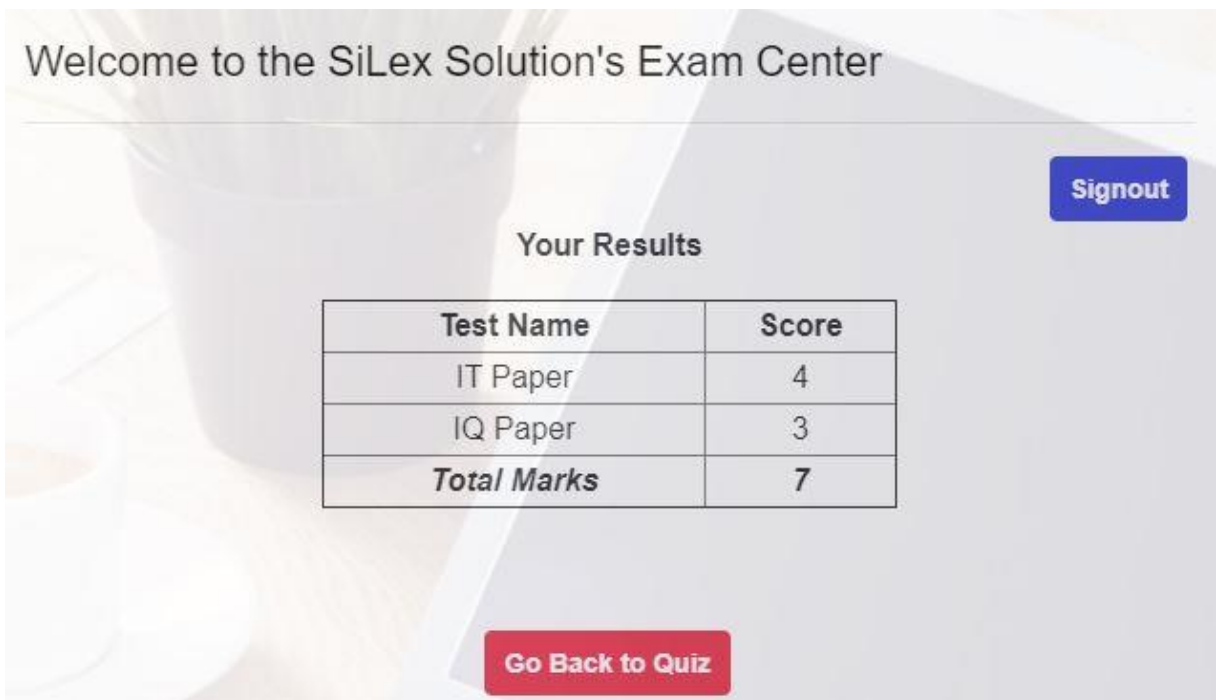 Welcome to the SiLex Solution's Exam Center
Signout
Your Results
Test Name Score
IT Paper 4
IQ Paper 3
Total Marks 7
Go Back to Quiz